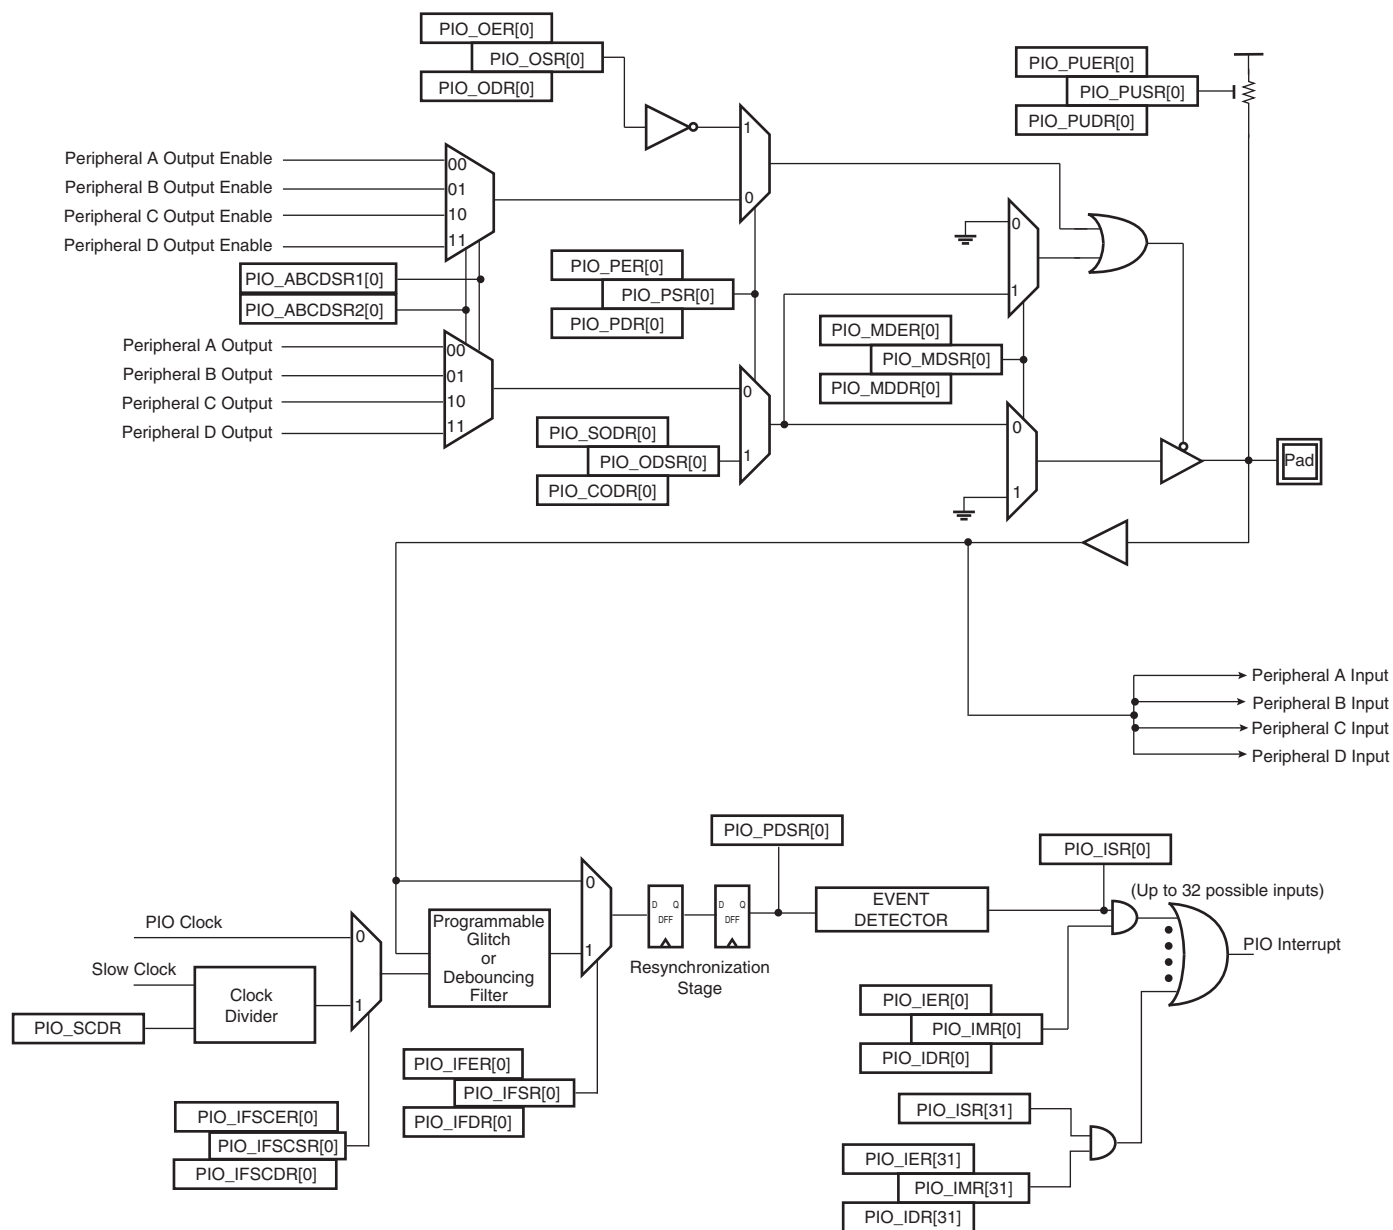 PIO_OER[0]
PIO_OSR[0]
PIO_ODR[0]
PIO_PUER[0]
PIO_PUSR[0]
PIO_PUDR[0]
1
0
Peripheral A Output Enable
Peripheral B Output Enable
Peripheral C Output Enable
Peripheral D Output Enable
00
01
10
11
PIO_ABCDSR1[0]
PIO_ABCDSR2[0]
PIO_PER[0]
PIO_PSR[0]
PIO_PDR[0]
0
1
PIO_MDER[0]
PIO_MDSR[0]
PIO_MDDR[0]
Peripheral A Output
Peripheral B Output
Peripheral C Output
Peripheral D Output
00
01
10
11
0
1
PIO_SODR[0]
PIO_ODSR[0]
PIO_CODR[0]
0
1
Pad
Peripheral A Input
Peripheral B Input
Peripheral C Input
Peripheral D Input
PIO_PDSR[0]
PIO_ISR[0]
(Up to 32 possible inputs)
PIO Clock
Slow Clock
Clock
Divider
PIO_SCDR
0
1
Programmable
Glitch
or
Debouncing
Filter
0
1
D Q
DFF
D Q
DFF
Resynchronization
Stage
EVENT
DETECTOR
PIO Interrupt
PIO_IER[0]
PIO_IMR[0]
PIO_IDR[0]
PIO_IFER[0]
PIO_IFSR[0]
PIO_IFDR[0]
PIO_IFSCER[0]
PIO_IFSCSR[0]
PIO_IFSCDR[0]
PIO_ISR[31]
PIO_IER[31]
PIO_IMR[31]
PIO_IDR[31]